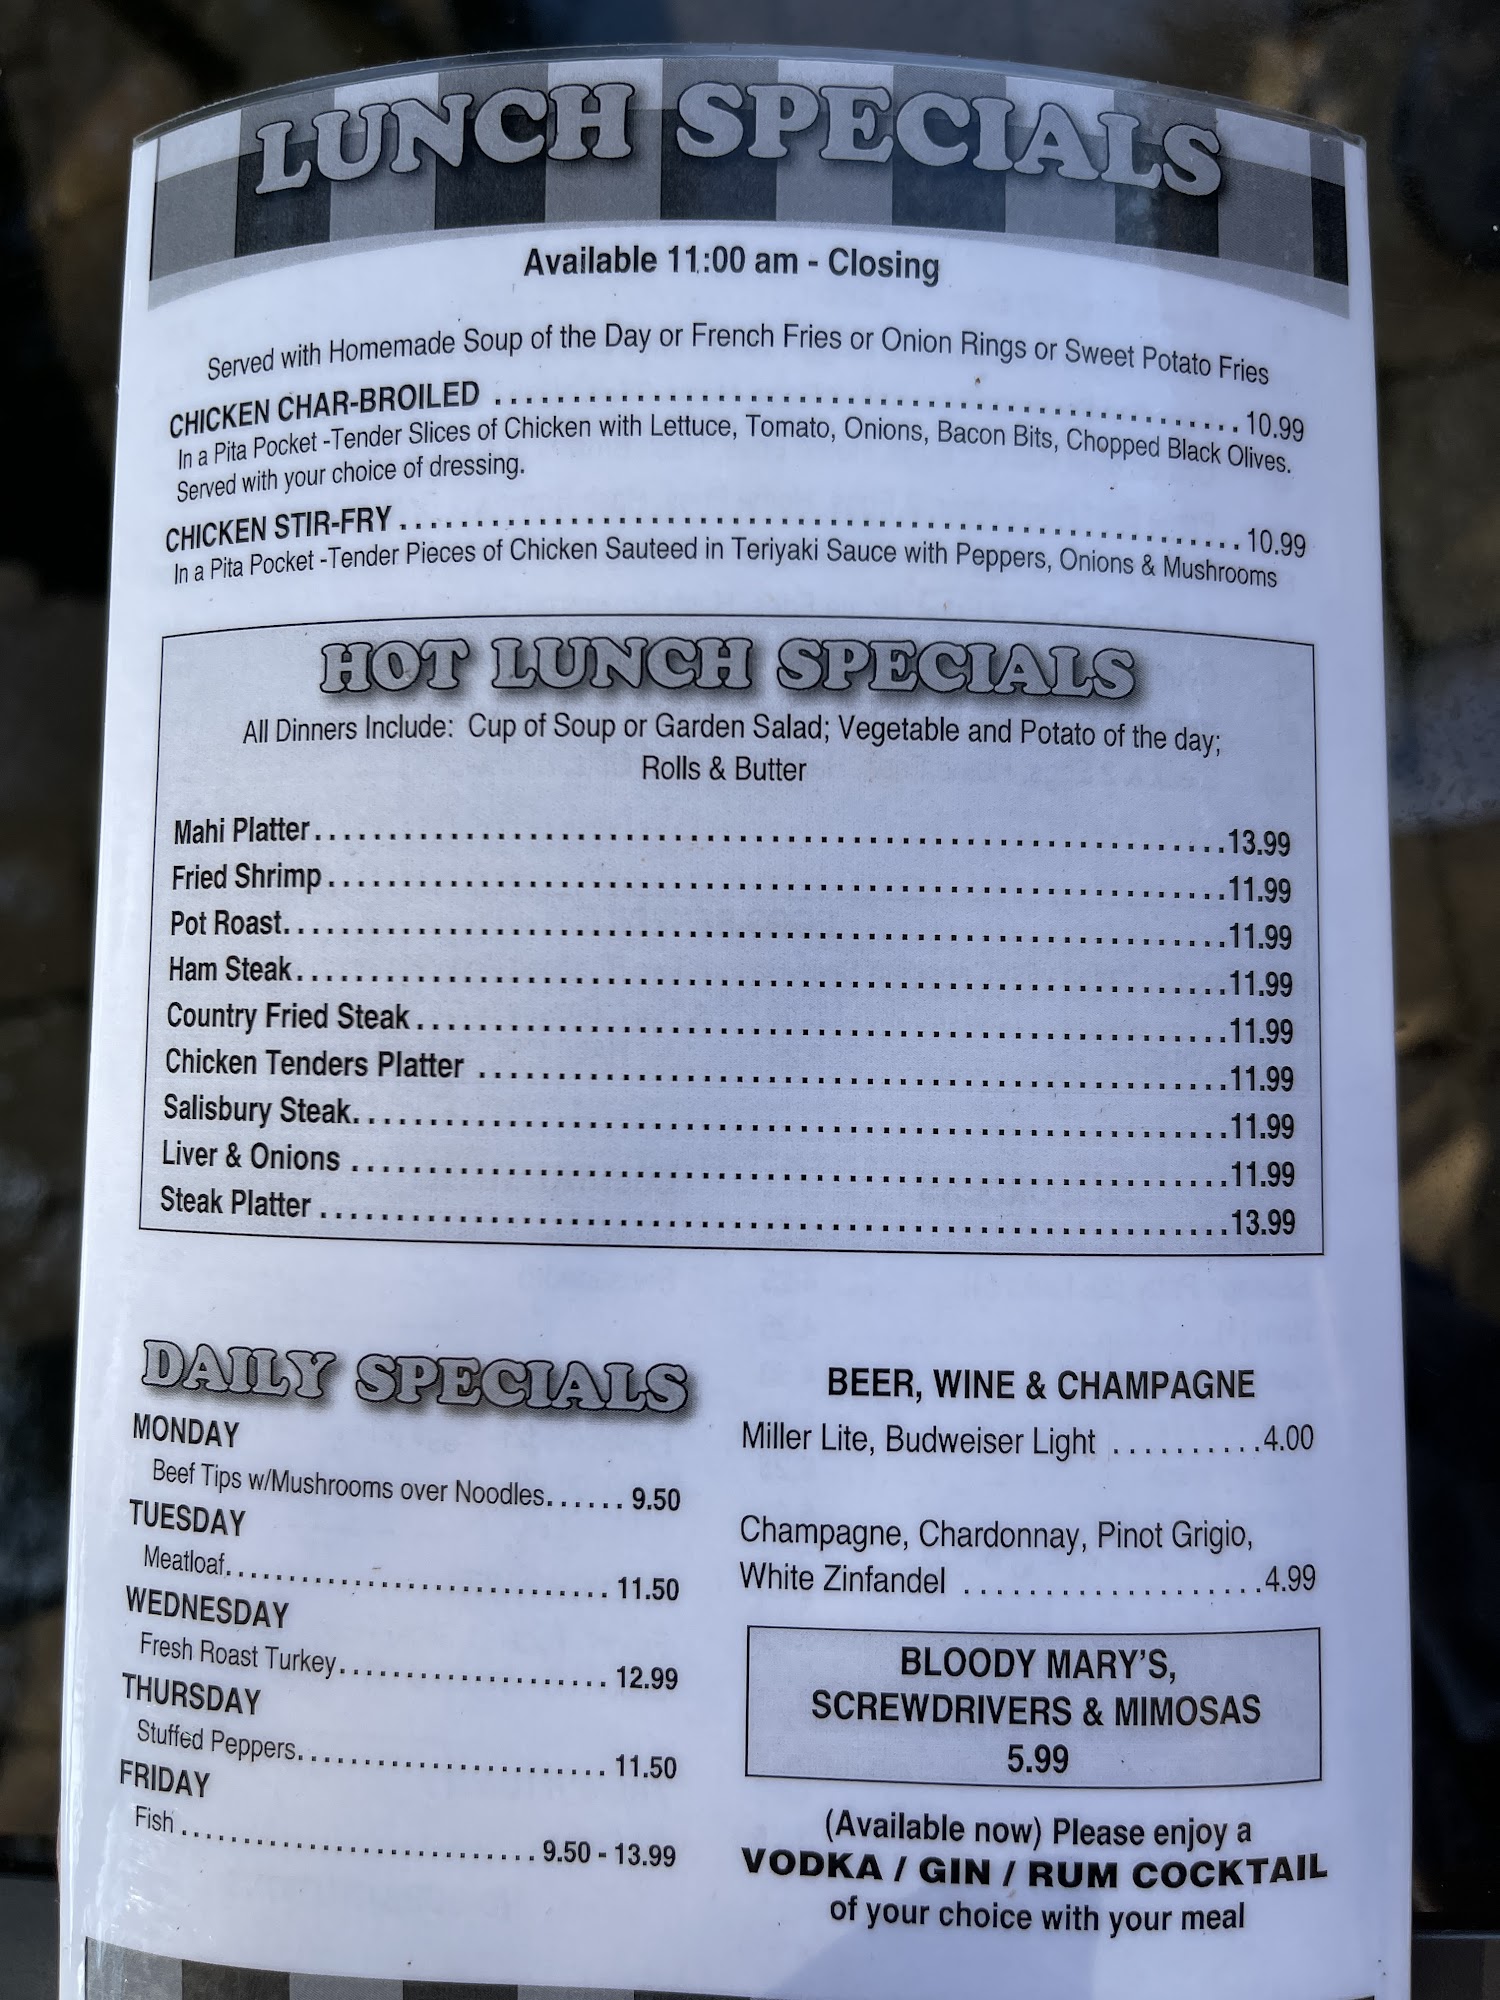 LUNCH SPECIALS
Available 11:00 am - Closing
Served with Homemade Soup of the Day or French Fries or Onion Rings or Sweet Potato Fries
CHICKEN CHAR-BROILED ........................................ 10.99
In a Pita Pocket -Tender Slices of Chicken with Lettuce, Tomato, Onions, Bacon Bits, Chopped Black Olives.
Served with your choice of dressing.
CHICKEN STIR-FRY ........................................ 10.99
In a Pita Pocket -Tender Pieces of Chicken Sauteed in Teriyaki Sauce with Peppers, Onions & Mushrooms
HOT LUNCH SPECIALS
All Dinners Include: Cup of Soup or Garden Salad; Vegetable and Potato of the day;
Rolls & Butter
Mahi Platter ........................................ 13.99
Fried Shrimp ........................................ 11.99
Pot Roast ........................................ 11.99
Ham Steak ........................................ 11.99
Country Fried Steak ........................................ 11.99
Chicken Tenders Platter ........................................ 11.99
Salisbury Steak ........................................ 11.99
Liver & Onions ........................................ 11.99
Steak Platter ........................................ 13.99
DAILY SPECIALS
MONDAY
Beef Tips w/Mushrooms over Noodles ...... 9.50
TUESDAY
Meatloaf ........................ 11.50
WEDNESDAY
Fresh Roast Turkey .................. 12.99
THURSDAY
Stuffed Peppers ..................... 11.50
FRIDAY
Fish ....................... 9.50 - 13.99
BEER, WINE & CHAMPAGNE
Miller Lite, Budweiser Light .......... 4.00
Champagne, Chardonnay, Pinot Grigio,
White Zinfandel ................... 4.99
BLOODY MARY'S,
SCREWDRIVERS & MIMOSAS
5.99
(Available now) Please enjoy a
VODKA / GIN / RUM COCKTAIL
of your choice with your meal